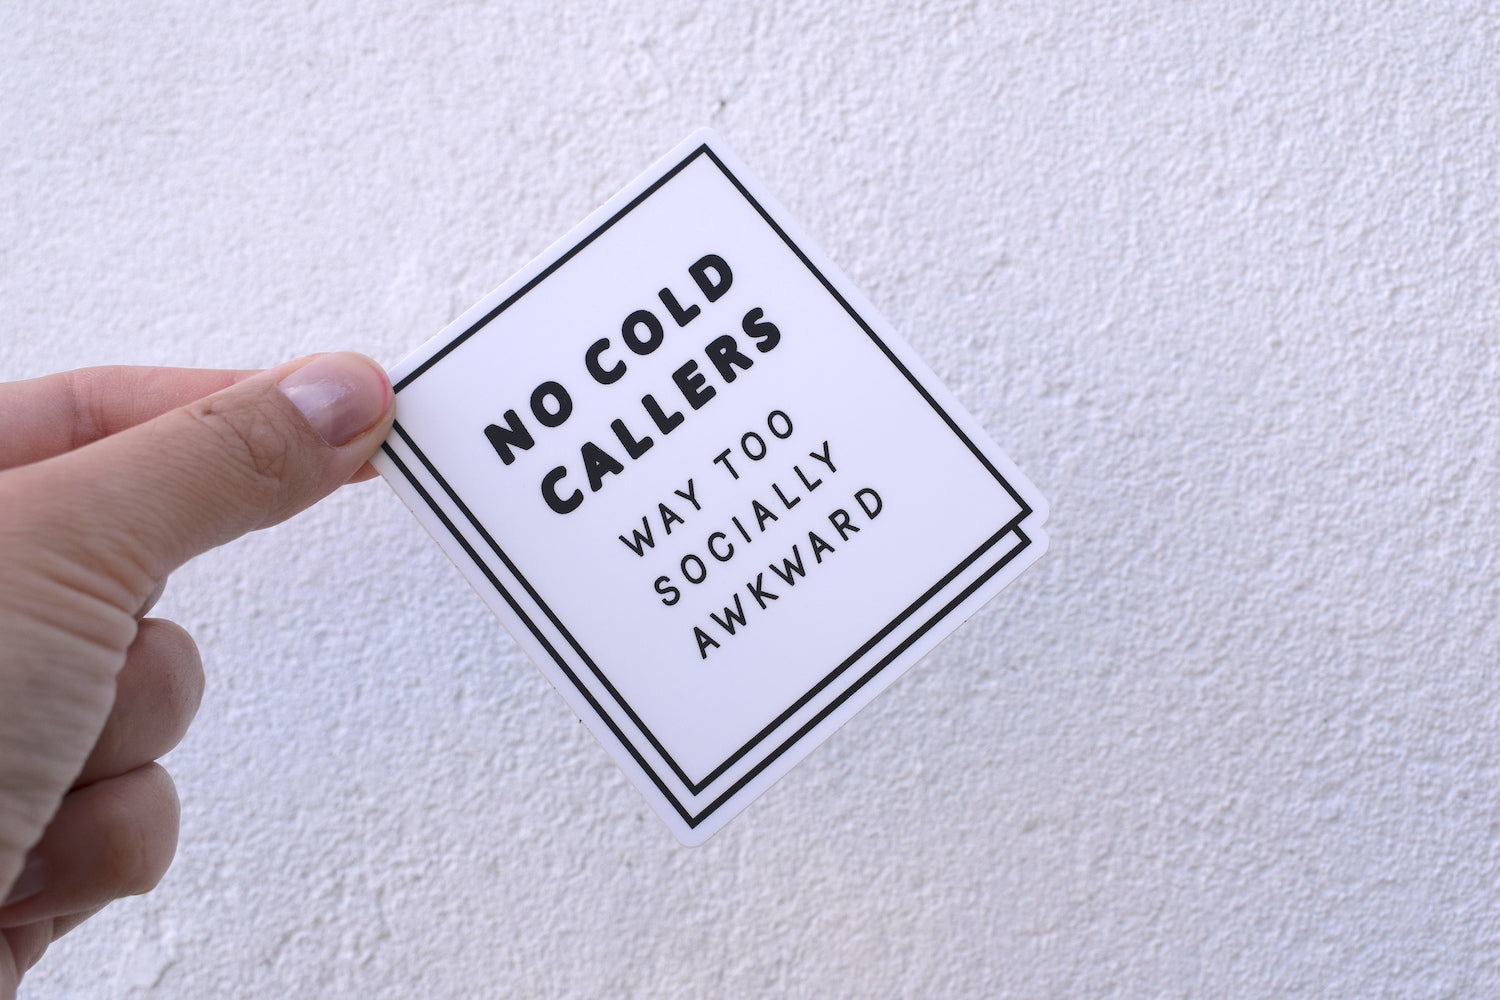 NO COLD
CALLERS
WAY TOO
SOCIALLY
AWKWARD